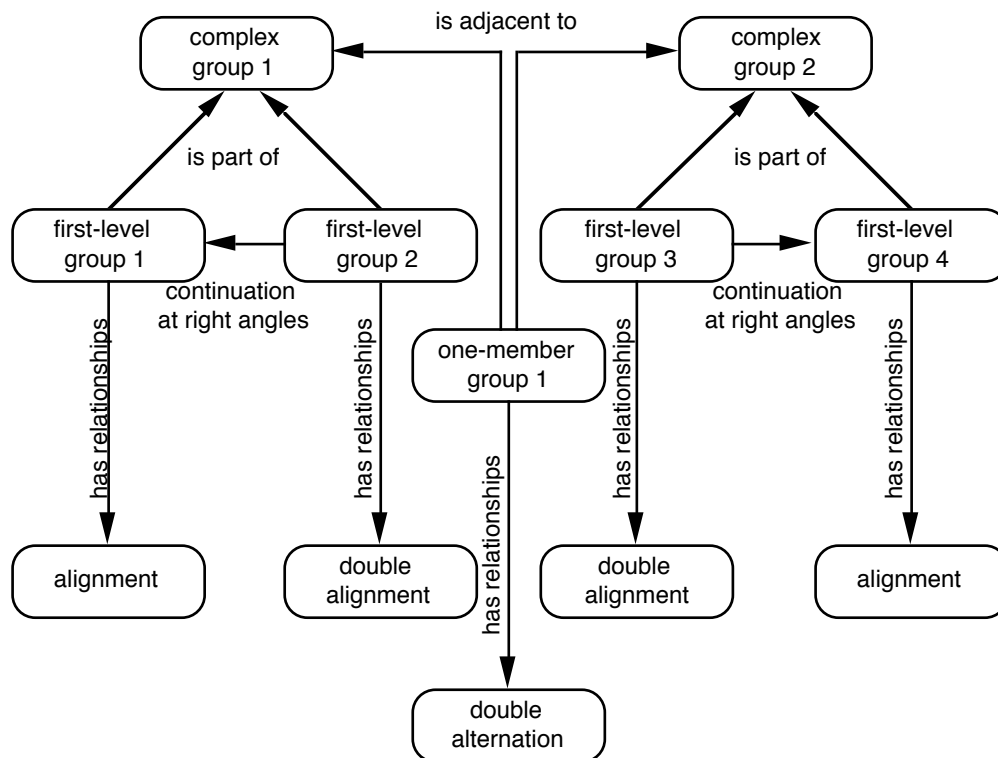 is adjacent to
complex
group 1
complex
group 2
is part of
is part of
first-level
group 1
first-level
group 2
first-level
group 3
first-level
group 4
continuation
at right angles
continuation
at right angles
has relationships
has relationships
one-member
group 1
has relationships
has relationships
has relationships
alignment
double
alignment
double
alignment
alignment
double
alternation